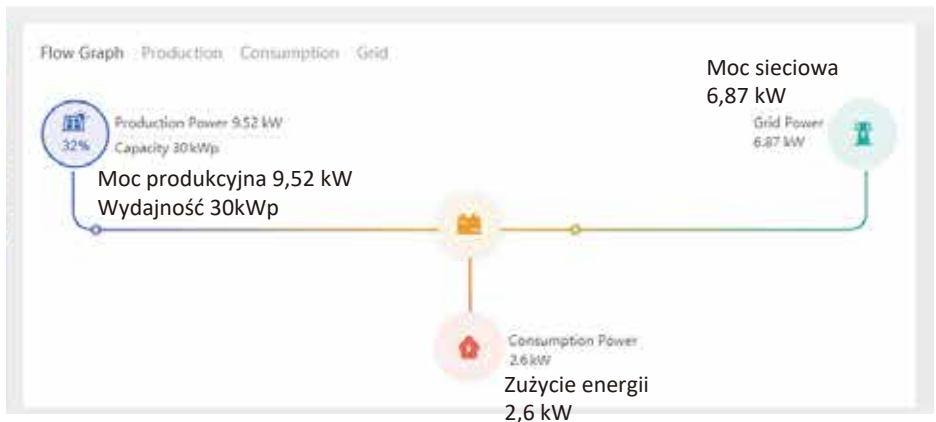 Flow Graph Production Consumption Grid
Moc sieciowa
6,87 kW
Production Power 9.52 kW
Capacity 30 kWp
32%
Grid Power
6.87 kW
Moc produkcyjna 9,52 kW
Wydajność 30kWp
Consumption Power
2.6 kW
Zużycie energii
2,6 kW